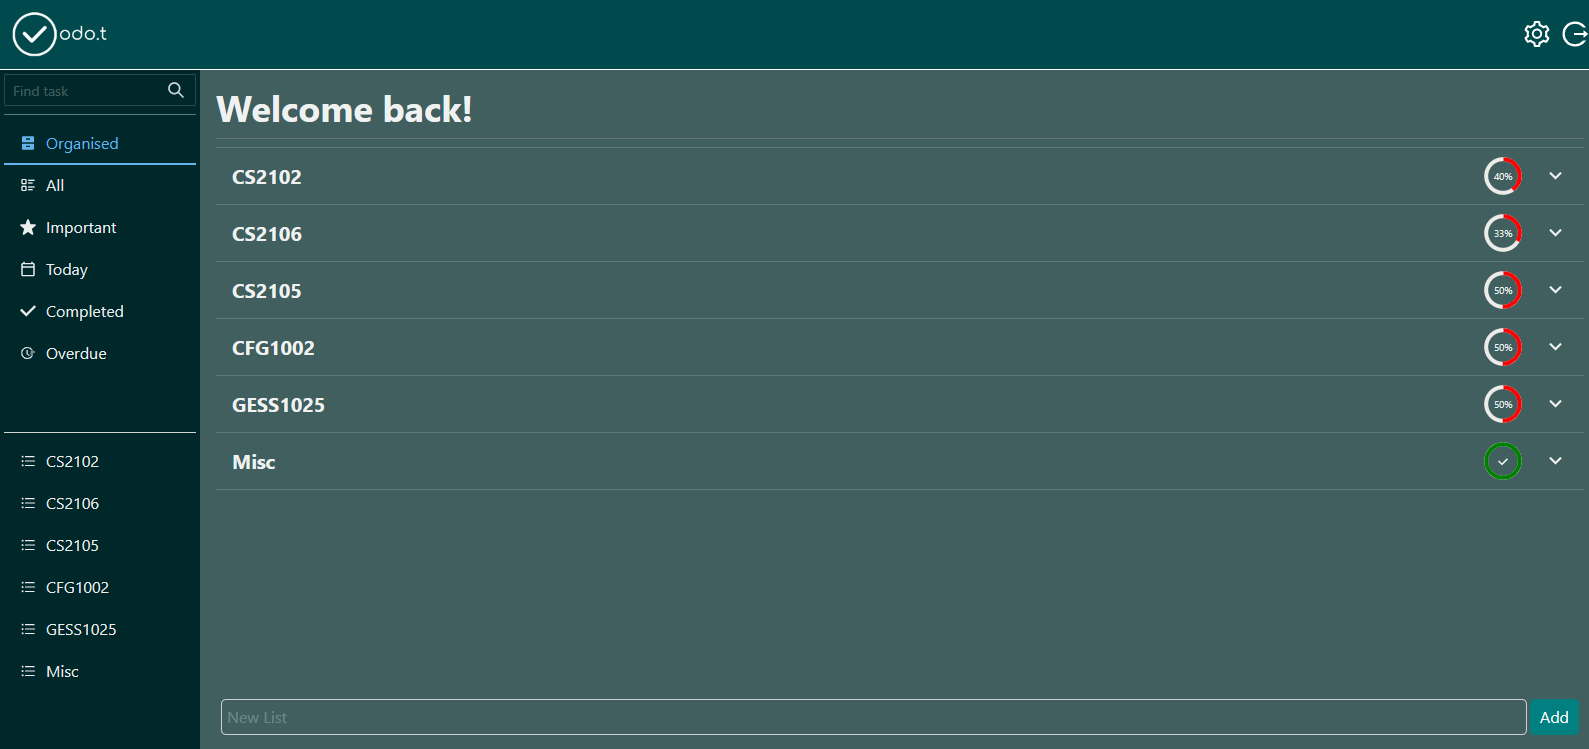 odo.t
Find task
Organised
All
Important
Today
Completed
Overdue
CS2102
CS2106
CS2105
CFG1002
GESS1025
Misc
Welcome back!
CS2102 40%
CS2106 33%
CS2105 50%
CFG1002 50%
GESS1025 50%
Misc
New List Add